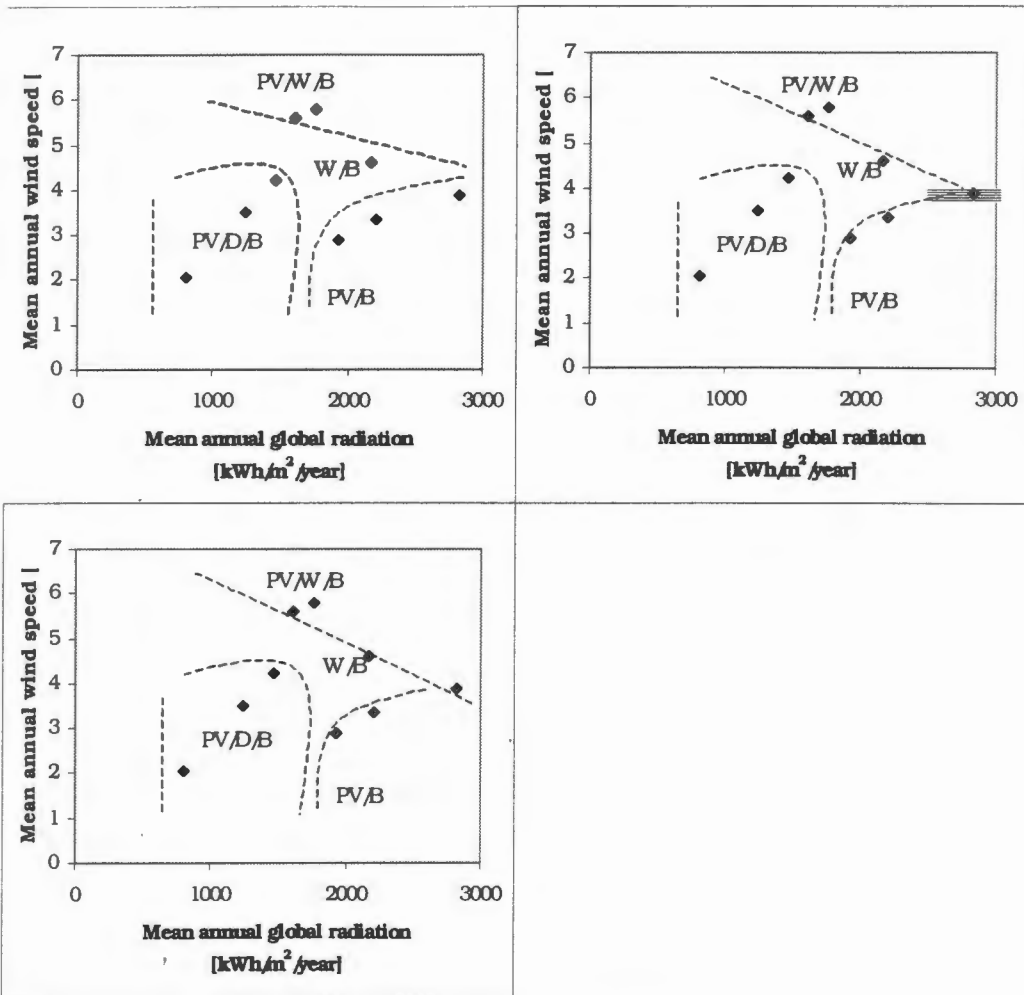 Mean annual wind speed [
7
6
5
4
3
2
1
0
PV/W/B
W/B
PV/D/B
PV/B
0 1000 2000 3000
Mean annual global radiation
[kWh/m²/year]
Mean annual wind speed [
7
6
5
4
3
2
1
0
PV/W/B
W/B
PV/D/B
PV/B
0 1000 2000 3000
Mean annual global radiation
[kWh/m²/year]
Mean annual wind speed [
7
6
5
4
3
2
1
0
PV/W/B
W/B
PV/D/B
PV/B
0 1000 2000 3000
Mean annual global radiation
[kWh/m²/year]